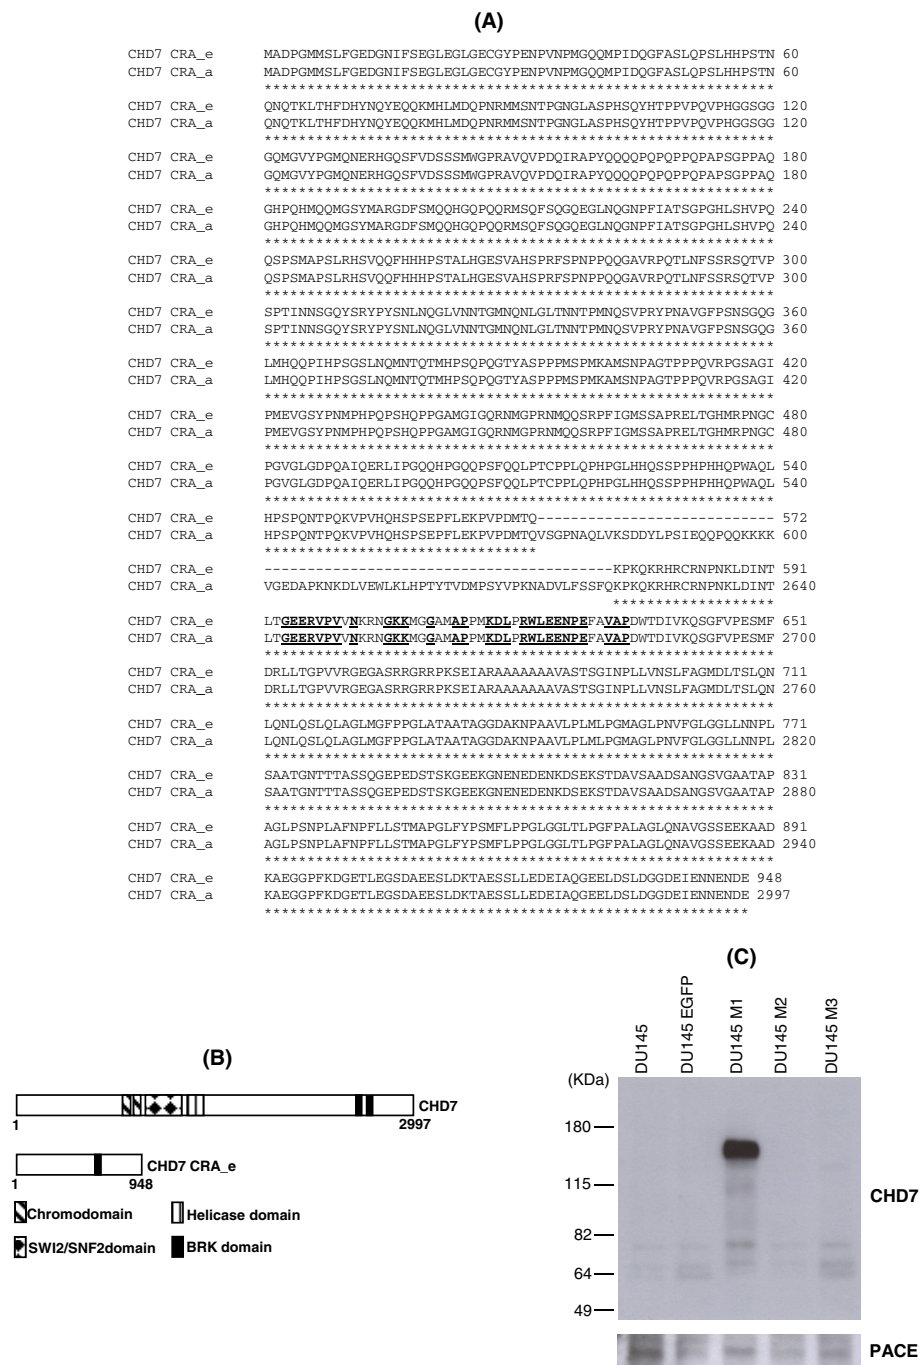 (A)
CHD7 CRA_e MADPGMMSLFGEDGNIFSEGLEGLGECGYPENPVNPMGQQMPIDQGFASLQPSLHHPSTN 60
CHD7 CRA_a MADPGMMSLFGEDGNIFSEGLEGLGECGYPENPVNPMGQQMPIDQGFASLQPSLHHPSTN 60
************************************************************
CHD7 CRA_e QNQTKLTHFDHYNQYEQQKMHLMDQPNRMMSNTPGNGLASPHSQYHTPPVPQVPHGGSGG 120
CHD7 CRA_a QNQTKLTHFDHYNQYEQQKMHLMDQPNRMMSNTPGNGLASPHSQYHTPPVPQVPHGGSGG 120
************************************************************
CHD7 CRA_e GQMGVYPGMQNERHGQSFVDSSSMWGPRAVQVPDQIRAPYQQQQPQPQPPQPAPSGPPAQ 180
CHD7 CRA_a GQMGVYPGMQNERHGQSFVDSSSMWGPRAVQVPDQIRAPYQQQQPQPQPPQPAPSGPPAQ 180
************************************************************
CHD7 CRA_e GHPQHMQQMGSYMARGDFSMQQHGQPQQRMSQFSQGQEGLNQGNPFIATSGPGHLSHVPQ 240
CHD7 CRA_a GHPQHMQQMGSYMARGDFSMQQHGQPQQRMSQFSQGQEGLNQGNPFIATSGPGHLSHVPQ 240
************************************************************
CHD7 CRA_e QSPSMAPSLRHSVQQFHHHPSTALHGESVAHSPRFSPNPPQQGAVRPQTLNFSSRSQTVP 300
CHD7 CRA_a QSPSMAPSLRHSVQQFHHHPSTALHGESVAHSPRFSPNPPQQGAVRPQTLNFSSRSQTVP 300
************************************************************
CHD7 CRA_e SPTINNSGQYSRYPYSNLNQGLVNNTGMNQNLGLTNNTPMNQSVPRYPNAVGFPSNSGQG 360
CHD7 CRA_a SPTINNSGQYSRYPYSNLNQGLVNNTGMNQNLGLTNNTPMNQSVPRYPNAVGFPSNSGQG 360
************************************************************
CHD7 CRA_e LMHQQPIHPSGSLNQMNTQTMHPSQPQGTYASPPPMSPMKAMSNPAGTPPPQVRPGSAGI 420
CHD7 CRA_a LMHQQPIHPSGSLNQMNTQTMHPSQPQGTYASPPPMSPMKAMSNPAGTPPPQVRPGSAGI 420
************************************************************
CHD7 CRA_e PMEVGSYPNMPHPQPSHQPPGAMGIGQRNMGPRNMQQSRPFIGMSSAPRELTGHMRPNGC 480
CHD7 CRA_a PMEVGSYPNMPHPQPSHQPPGAMGIGQRNMGPRNMQQSRPFIGMSSAPRELTGHMRPNGC 480
************************************************************
CHD7 CRA_e PGVGLGDPQAIQERLIPGQQHPGQQPSFQQLPTCPPLQPHPGLHHQSSPPHPHHQPWAQL 540
CHD7 CRA_a PGVGLGDPQAIQERLIPGQQHPGQQPSFQQLPTCPPLQPHPGLHHQSSPPHPHHQPWAQL 540
************************************************************
CHD7 CRA_e HPSPQNTPQKVPVHQHSPSEPFLEKPVPDMTQ---------------------------- 572
CHD7 CRA_a HPSPQNTPQKVPVHQHSPSEPFLEKPVPDMTQVSGPNAQLVKSDDYLPSIEQQPQQKKKK 600
********************************
CHD7 CRA_e -----------------------------------------KPKQKRHRCRNPNKLDINT 591
CHD7 CRA_a VGEDAPKNKDLVEWLKLHPTYTVDMPSYVPKNADVLFSSFQKPKQKRHRCRNPNKLDINT 2640
*******************
CHD7 CRA_e LTGEERVPVVNKRNGKKMGGAMAPPMKDLPRWLEENPEFAVAPDWTDIVKQSGFVPESMF 651
CHD7 CRA_a LTGEERVPVVNKRNGKKMGGAMAPPMKDLPRWLEENPEFAVAPDWTDIVKQSGFVPESMF 2700
************************************************************
CHD7 CRA_e DRLLTGPVVRGEGASRRGRRPKSEIARAAAAAAAVASTSGINPLLVNSLFAGMDLTSLQN 711
CHD7 CRA_a DRLLTGPVVRGEGASRRGRRPKSEIARAAAAAAAVASTSGINPLLVNSLFAGMDLTSLQN 2760
************************************************************
CHD7 CRA_e LQNLQSLQLAGLMGFPPGLATAATAGGDAKNPAAVLPLMLPGMAGLPNVFGLGGLLNNPL 771
CHD7 CRA_a LQNLQSLQLAGLMGFPPGLATAATAGGDAKNPAAVLPLMLPGMAGLPNVFGLGGLLNNPL 2820
************************************************************
CHD7 CRA_e SAATGNTTTASSQGEPEDSTSKGEEKGNENEDENKDSEKSTDAVSAADSANGSVGAATAP 831
CHD7 CRA_a SAATGNTTTASSQGEPEDSTSKGEEKGNENEDENKDSEKSTDAVSAADSANGSVGAATAP 2880
************************************************************
CHD7 CRA_e AGLPSNPLAFNPFLLSTMAPGLFYPSMFLPPGLGGLTLPGFPALAGLQNAVGSSEEKAAD 891
CHD7 CRA_a AGLPSNPLAFNPFLLSTMAPGLFYPSMFLPPGLGGLTLPGFPALAGLQNAVGSSEEKAAD 2940
************************************************************
CHD7 CRA_e KAEGGPFKDGETLEGSDAEESLDKTAESSLLEDEIAQGEELDSLDGGDEIENNENDE 948
CHD7 CRA_a KAEGGPFKDGETLEGSDAEESLDKTAESSLLEDEIAQGEELDSLDGGDEIENNENDE 2997
*********************************************************
(B)
CHD7
1 2997
CHD7 CRA_e
1 948
Chromodomain Helicase domain
SWI2/SNF2domain BRK domain
(C)
DU145
DU145 EGFP
DU145 M1
DU145 M2
DU145 M3
(KDa)
180
115
82
64
49
CHD7
PACE